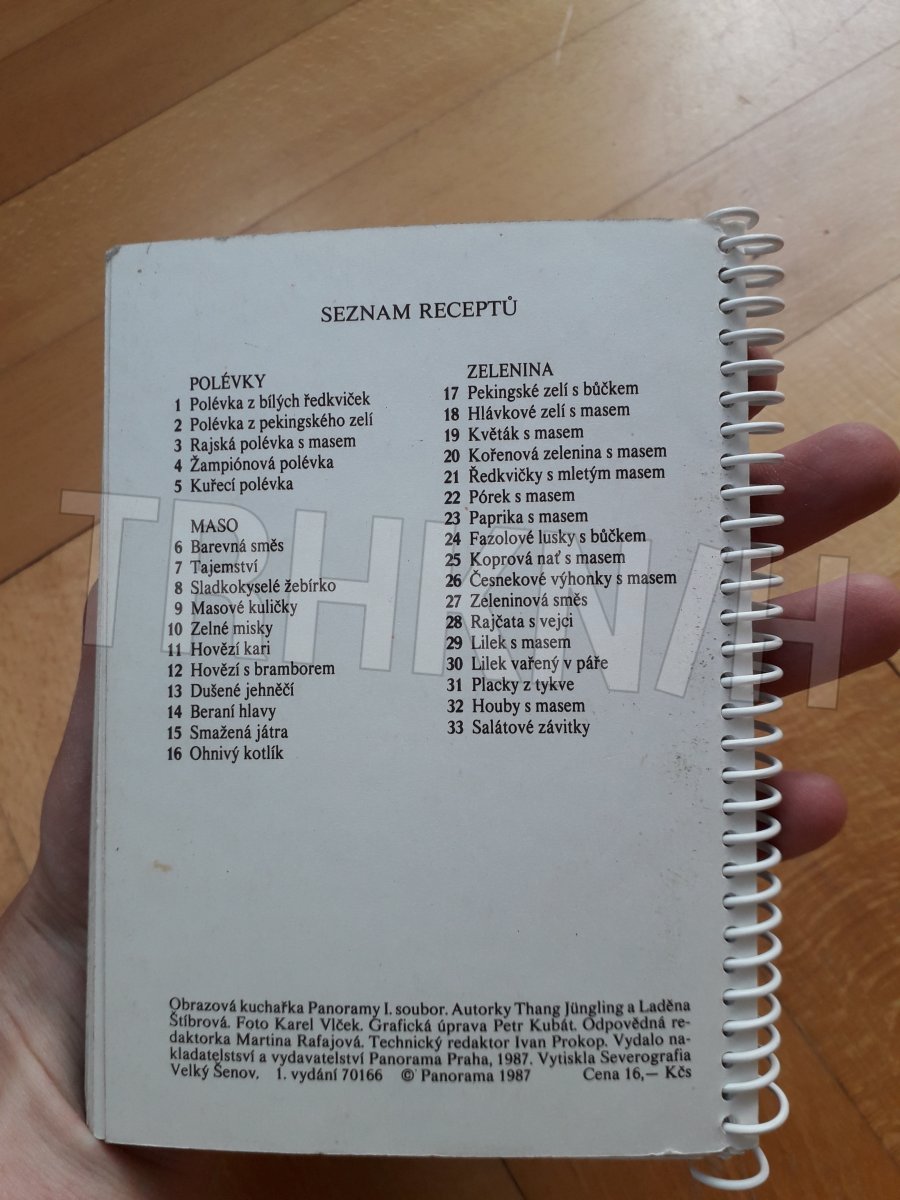 SEZNAM RECEPTŮ
POLÉVKY
1 Polévka z bílých ředkviček
2 Polévka z pekingského zelí
3 Rajská polévka s masem
4 Žampiónová polévka
5 Kuřecí polévka
MASO
6 Barevná směs
7 Tajemství
8 Sladkokyselé žebírko
9 Masové kuličky
10 Zelné misky
11 Hovězí kari
12 Hovězí s bramborem
13 Dušené jehněčí
14 Beraní hlavy
15 Smažená játra
16 Ohnivý kotlík
ZELENINA
17 Pekingské zelí s bůčkem
18 Hlávkové zelí s masem
19 Květák s masem
20 Kořenová zelenina s masem
21 Ředkvičky s mletým masem
22 Pórek s masem
23 Paprika s masem
24 Fazolové lusky s bůčkem
25 Koprová nať s masem
26 Česnekové výhonky s masem
27 Zeleninová směs
28 Rajčata s vejci
29 Lilek s masem
30 Lilek vařený v páře
31 Placky z tykve
32 Houby s masem
33 Salátové závitky
Obrazová kuchařka Panoramy I. soubor. Autorky Thang Jüngling a Laděna
Štíbrová. Foto Karel Vlček. Grafická úprava Petr Kubát. Odpovědná re-
daktorka Martina Rafajová. Technický redaktor Ivan Prokop. Vydalo na-
kladatelství a vydavatelství Panorama Praha, 1987. Vytiskla Severografia
Velký Šenov. 1. vydání 70166 © Panorama 1987 Cena 16,— Kčs
TRHKNIH